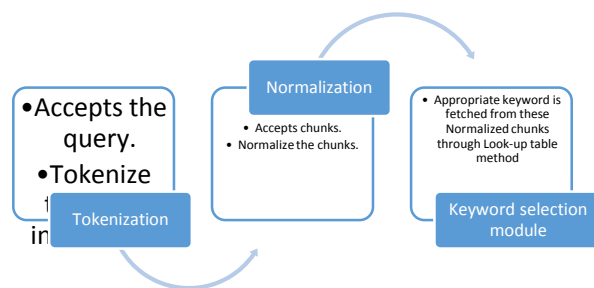 •Accepts the
query.
•Tokenize
in
Tokenization
Normalization
• Accepts chunks.
• Normalize the chunks.
• Appropriate keyword is
fetched from these
Normalized chunks
through Look-up table
method
Keyword selection
module